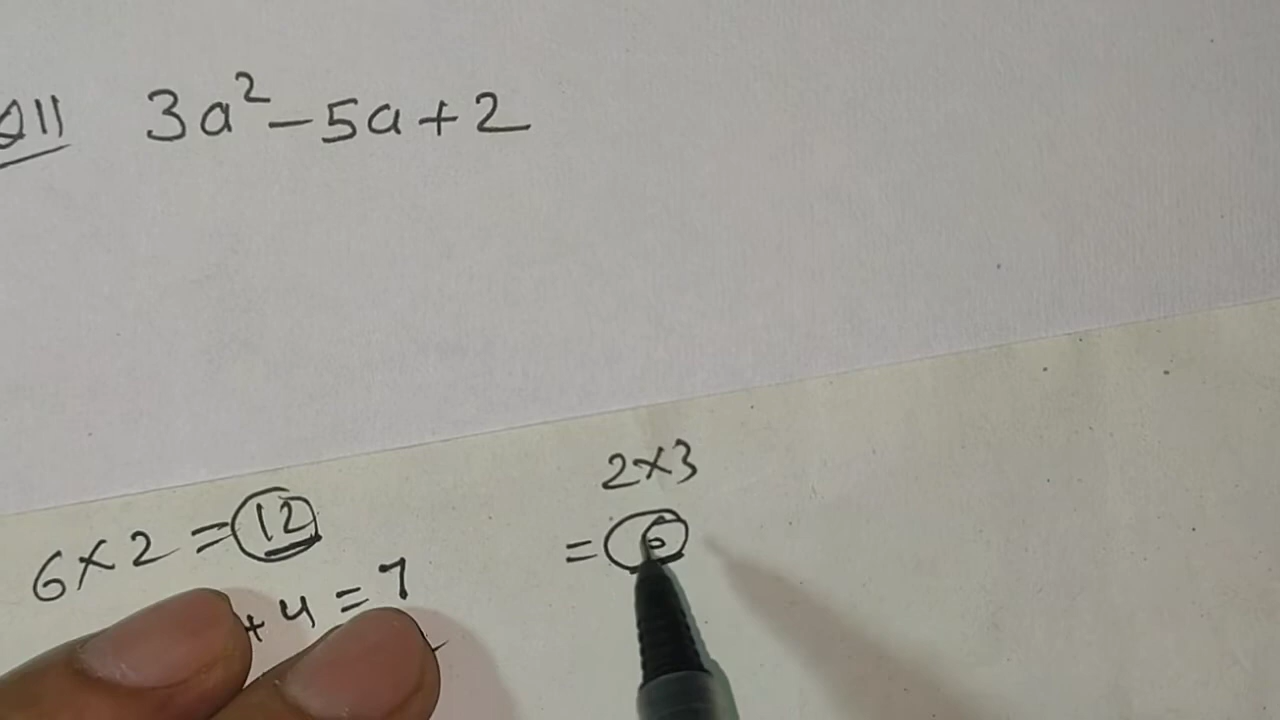 Q11 3a² - 5a + 2
2 × 3
6 × 2 = 12
= 6
+ 4 = 7